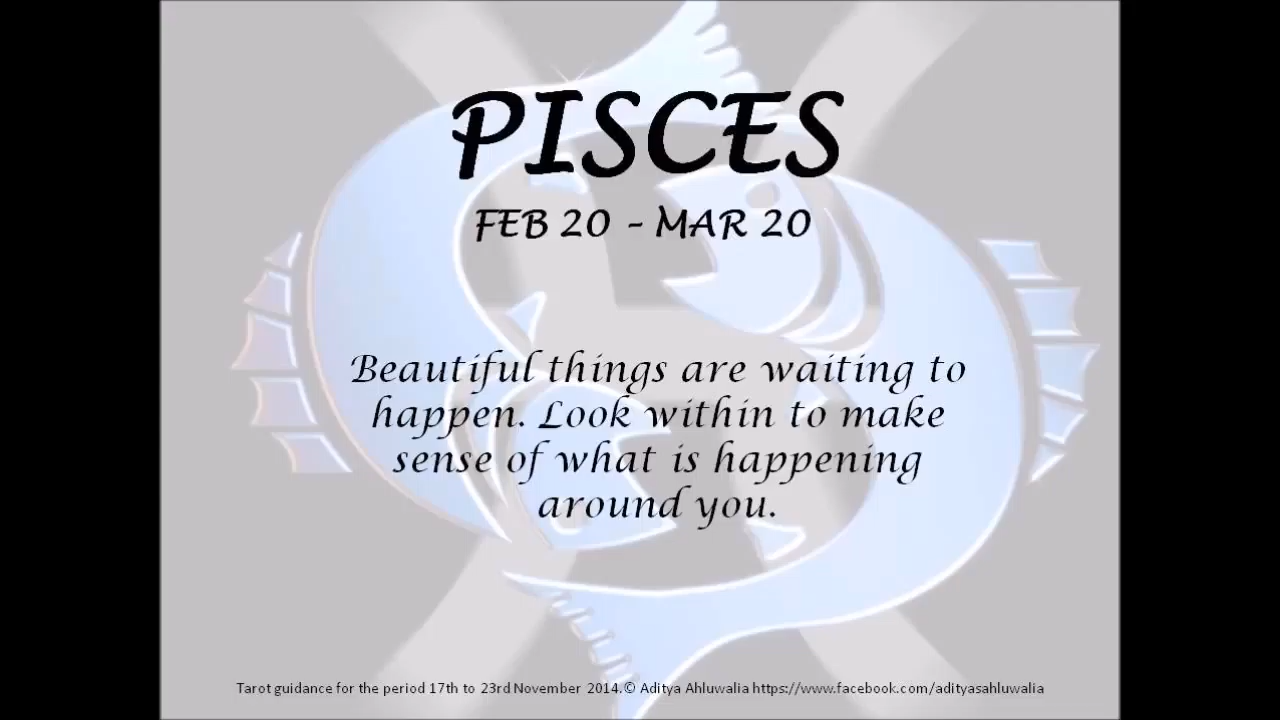 PISCES
FEB 20 - MAR 20
Beautiful things are waiting to
happen. Look within to make
sense of what is happening
around you.
Tarot guidance for the period 17th to 23rd November 2014.© Aditya Ahluwalia https://www.facebook.com/adityasahluwalia